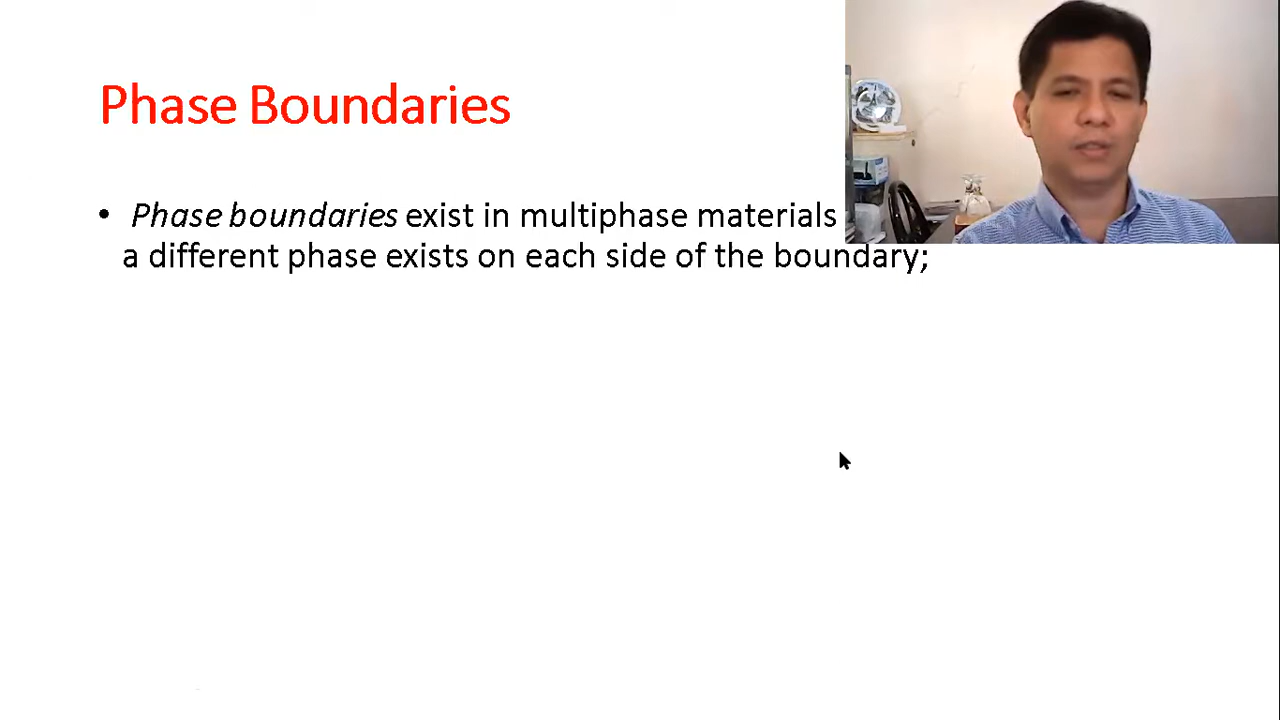 Phase Boundaries
• Phase boundaries exist in multiphase materials
a different phase exists on each side of the boundary;